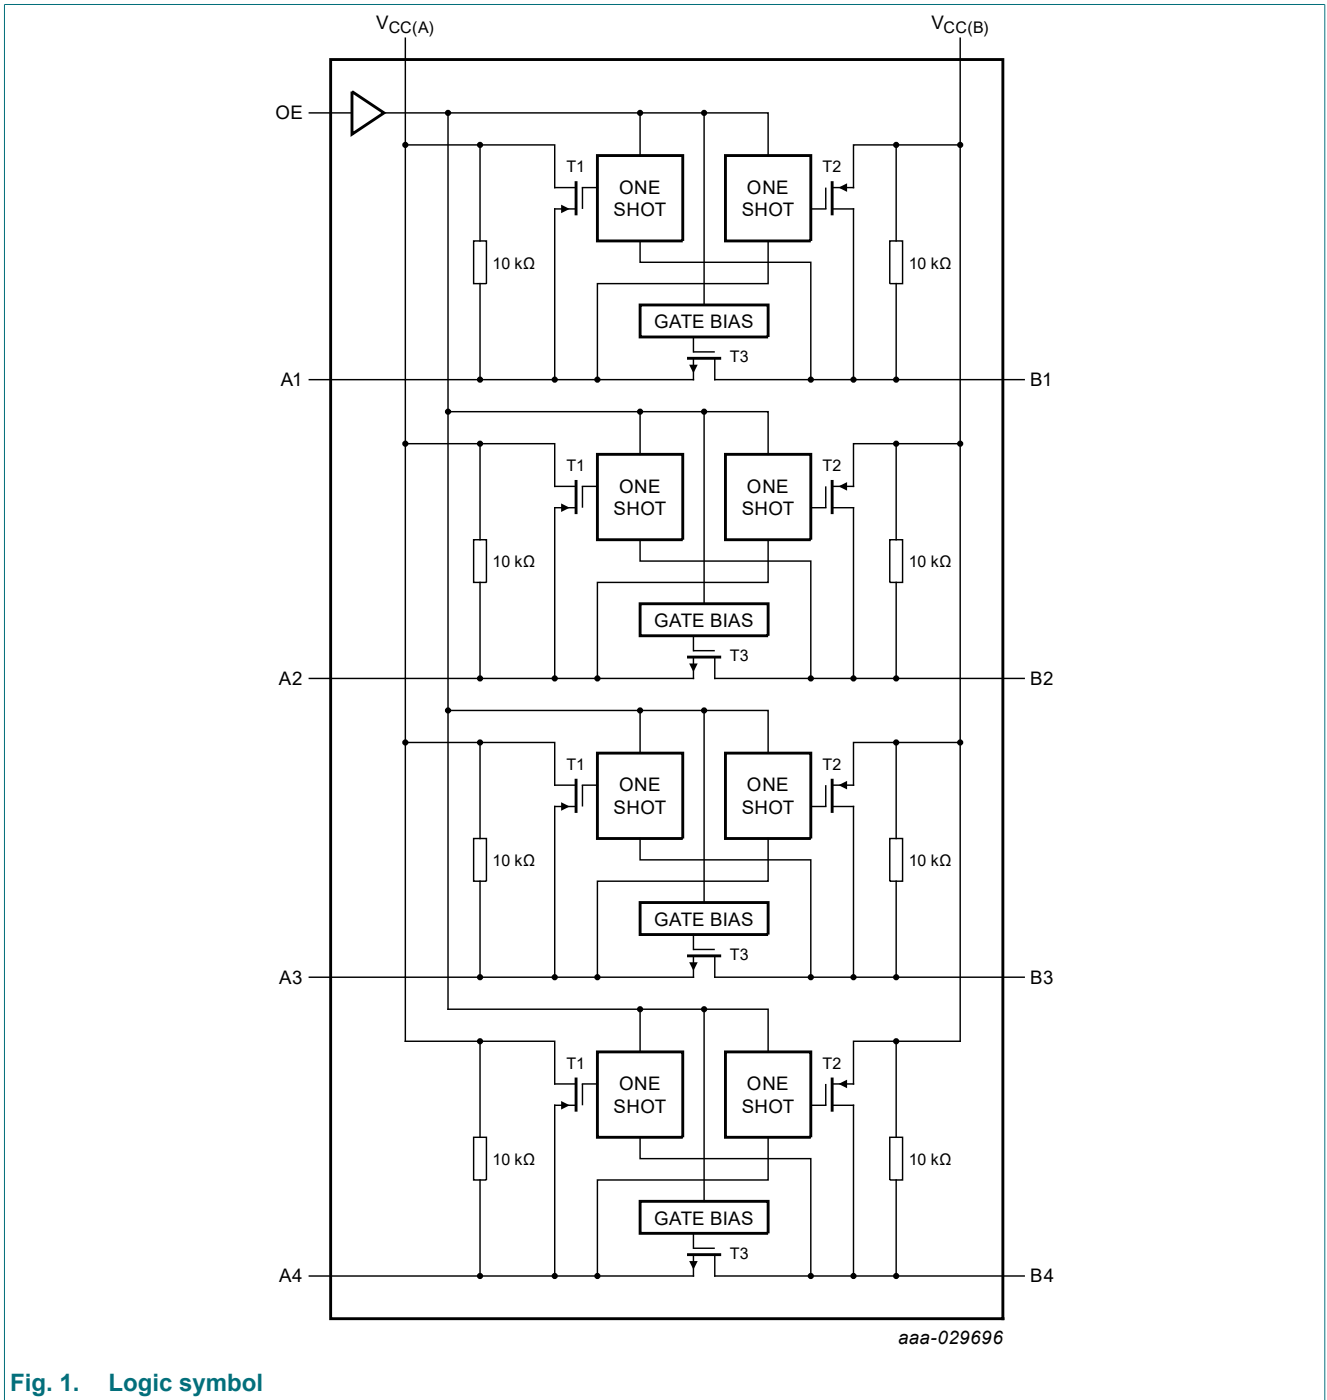 VCC(A) VCC(B)
OE
T1 ONE SHOT ONE SHOT T2
10 kΩ 10 kΩ
GATE BIAS
T3
A1 B1
T1 ONE SHOT ONE SHOT T2
10 kΩ 10 kΩ
GATE BIAS
T3
A2 B2
T1 ONE SHOT ONE SHOT T2
10 kΩ 10 kΩ
GATE BIAS
T3
A3 B3
T1 ONE SHOT ONE SHOT T2
10 kΩ 10 kΩ
GATE BIAS
T3
A4 B4
aaa-029696
Fig. 1. Logic symbol